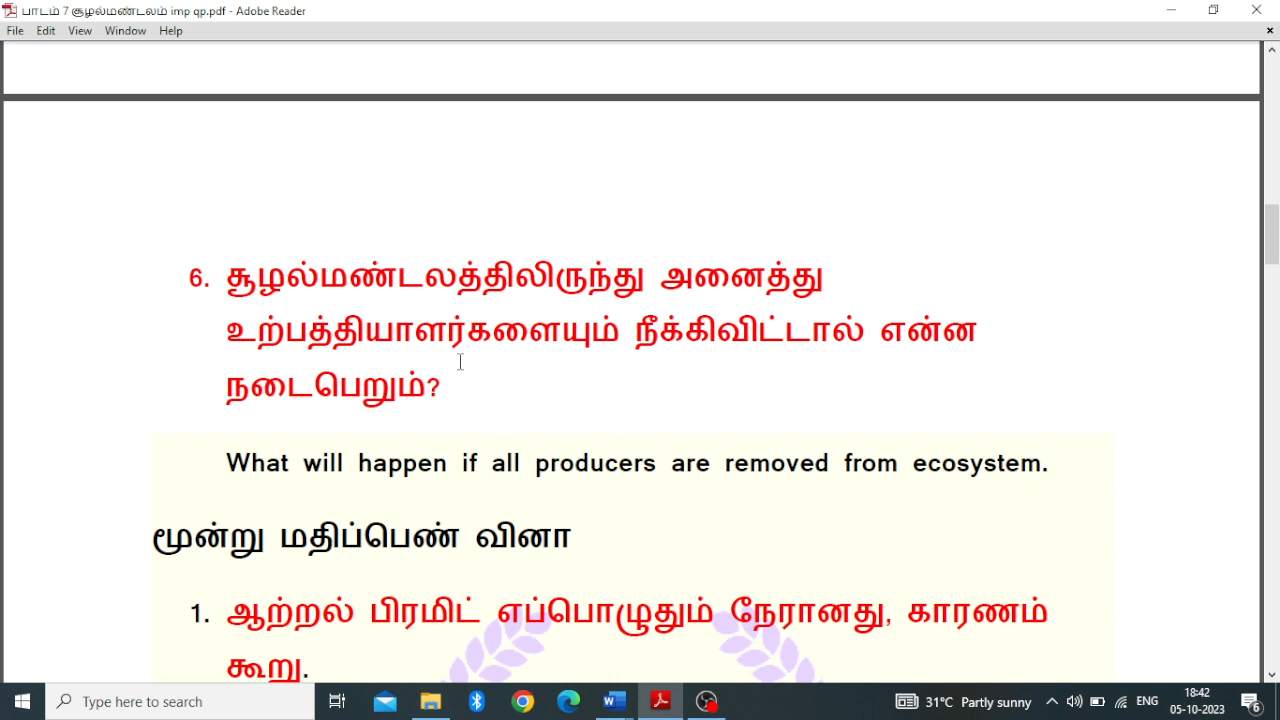 பாடம் 7 சூழல்மண்டலம் imp qp.pdf - Adobe Reader
File Edit View Window Help
6. சூழல்மண்டலத்திலிருந்து அனைத்து
உற்பத்தியாளர்களையும் நீக்கிவிட்டால் என்ன
நடைபெறும்?
What will happen if all producers are removed from ecosystem.
மூன்று மதிப்பெண் வினா
1. ஆற்றல் பிரமிட் எப்பொழுதும் நேரானது, காரணம்
கூறு.
Type here to search
31°C Partly sunny
ENG
18:42
05-10-2023
6